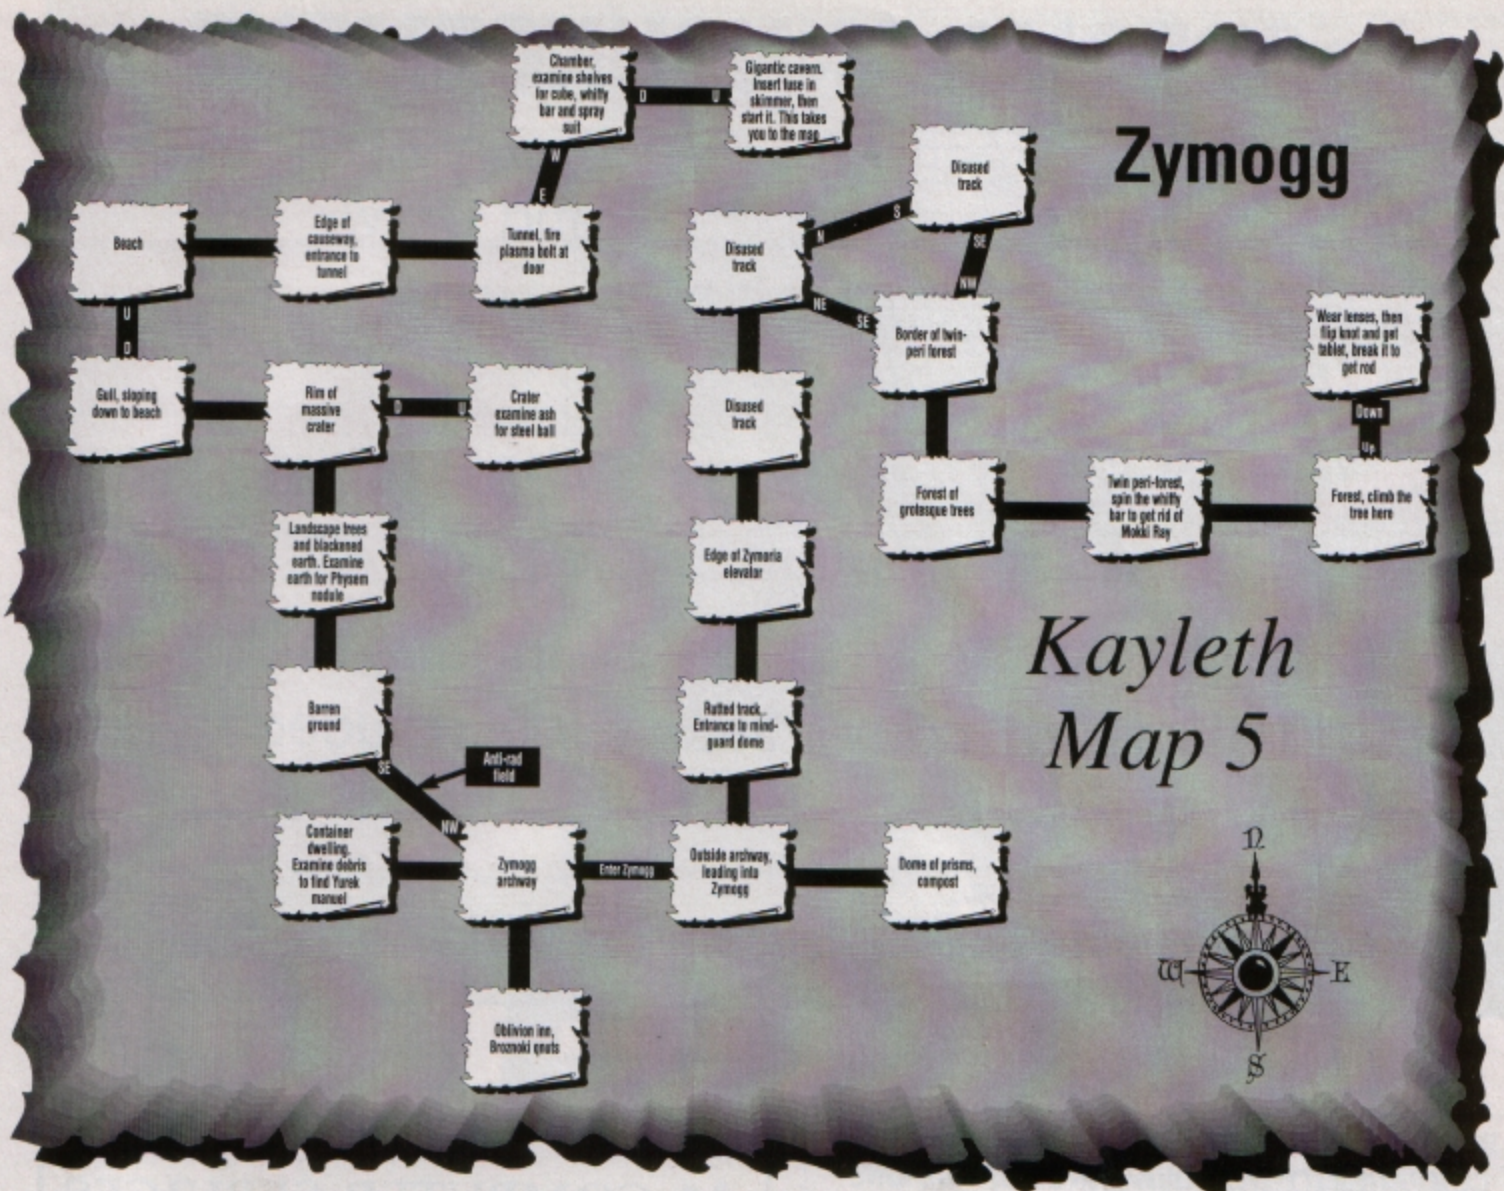 Chamber,
examine shelves
for cube, whifty
bar and spray
suit
D
U
Gigantic cavern.
Insert fuse in
skimmer, then
start it. This takes
you to the map
Zymogg
W
E
Disused
track
Beach
Edge of
causeway,
entrance to
tunnel
Tunnel, fire
plasma bolt at
door
Disused
track
N
S
SE
NW
NE
SE
Border of twin-
peri forest
Wear lenses, then
flip knot and get
tablet, break it to
get rod
U
D
Down
Up
Gull, sloping
down to beach
Rim of
massive
crater
D
U
Crater
examine ash
for steel ball
Disused
track
Forest of
grotesque trees
Twin peri-forest,
spin the whifty
bar to get rid of
Mokki Ray
Forest, climb the
tree here
Landscape trees
and blackened
earth. Examine
earth for Physem
nodule
Edge of Zymoria
elevator
Kayleth
Map 5
Barren
ground
Rutted track,.
Entrance to mind-
guard dome
SE
NW
Anti-rad
field
Container
dwelling.
Examine debris
to find Yurek
manuel
Zymogg
archway
Enter Zymogg
Outside archway,
leading into
Zymogg
Dome of prisms,
compost
Oblivion inn,
Broznoki qnuts
N
W
E
S